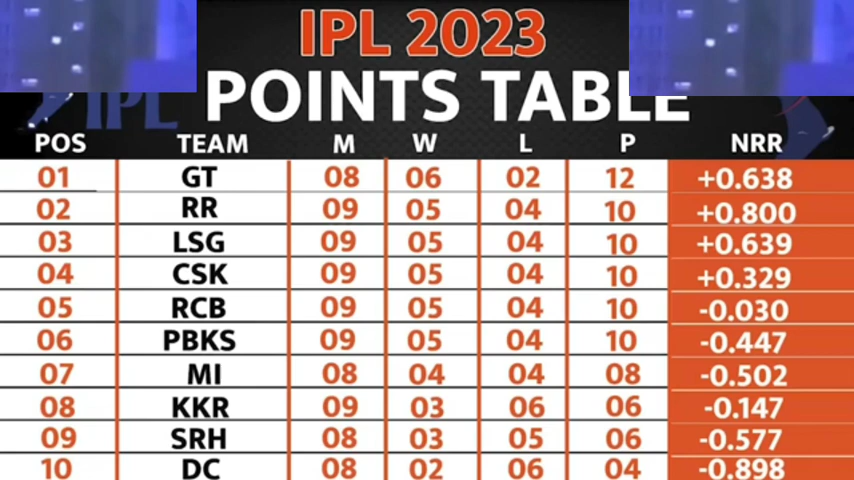 IPL 2023
IPL POINTS TABLE
POS TEAM M W L P NRR
01 GT 08 06 02 12 +0.638
02 RR 09 05 04 10 +0.800
03 LSG 09 05 04 10 +0.639
04 CSK 09 05 04 10 +0.329
05 RCB 09 05 04 10 -0.030
06 PBKS 09 05 04 10 -0.447
07 MI 08 04 04 08 -0.502
08 KKR 09 03 06 06 -0.147
09 SRH 08 03 05 06 -0.577
10 DC 08 02 06 04 -0.898